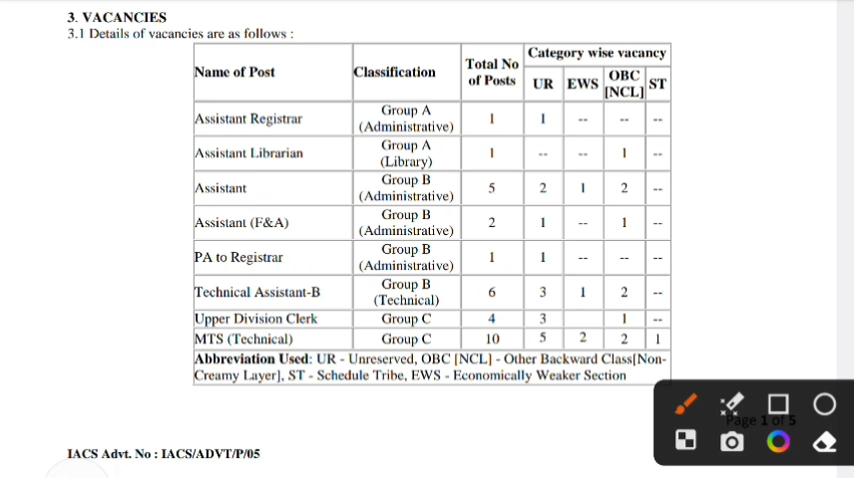 3. VACANCIES
3.1 Details of vacancies are as follows :
Name of Post Classification Total No of Posts Category wise vacancy
UR EWS OBC [NCL] ST
Assistant Registrar Group A (Administrative) 1 1 -- -- --
Assistant Librarian Group A (Library) 1 -- -- 1 --
Assistant Group B (Administrative) 5 2 1 2 --
Assistant (F&A) Group B (Administrative) 2 1 -- 1 --
PA to Registrar Group B (Administrative) 1 1 -- -- --
Technical Assistant-B Group B (Technical) 6 3 1 2 --
Upper Division Clerk Group C 4 3 1 --
MTS (Technical) Group C 10 5 2 2 1
Abbreviation Used: UR - Unreserved, OBC [NCL] - Other Backward Class[Non-
Creamy Layer], ST - Schedule Tribe, EWS - Economically Weaker Section
Page 1 of 5
IACS Advt. No : IACS/ADVT/P/05